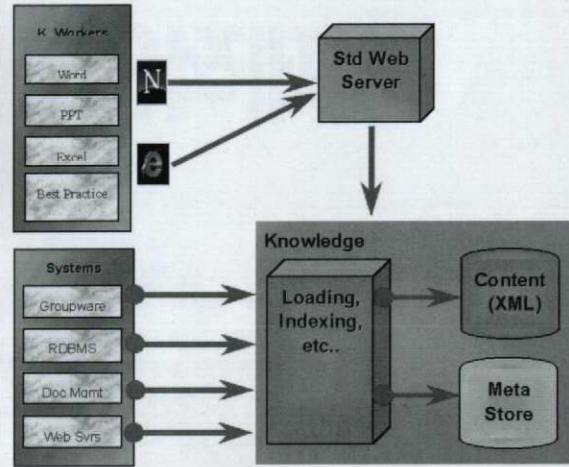 K. Workers
Word
PPT
Excel
Best Practice
N
e
Std Web
Server
Systems
Groupware
RDBMS
Doc Mgmt
Web Svrs
Knowledge
Loading,
Indexing,
etc..
Content
(XML)
Meta
Store